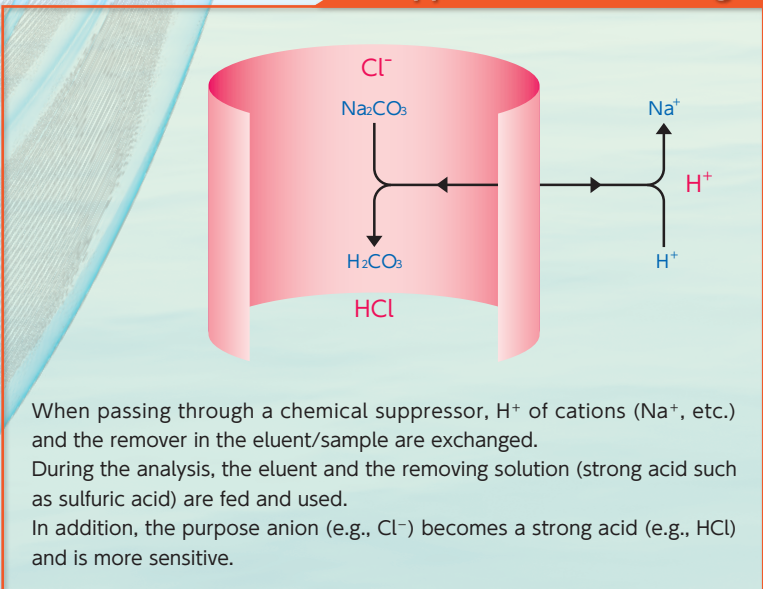 Cl⁻
Na₂CO₃
Na⁺
H⁺
H₂CO₃
H⁺
HCl
When passing through a chemical suppressor, H⁺ of cations (Na⁺, etc.)
and the remover in the eluent/sample are exchanged.
During the analysis, the eluent and the removing solution (strong acid such
as sulfuric acid) are fed and used.
In addition, the purpose anion (e.g., Cl⁻) becomes a strong acid (e.g., HCl)
and is more sensitive.